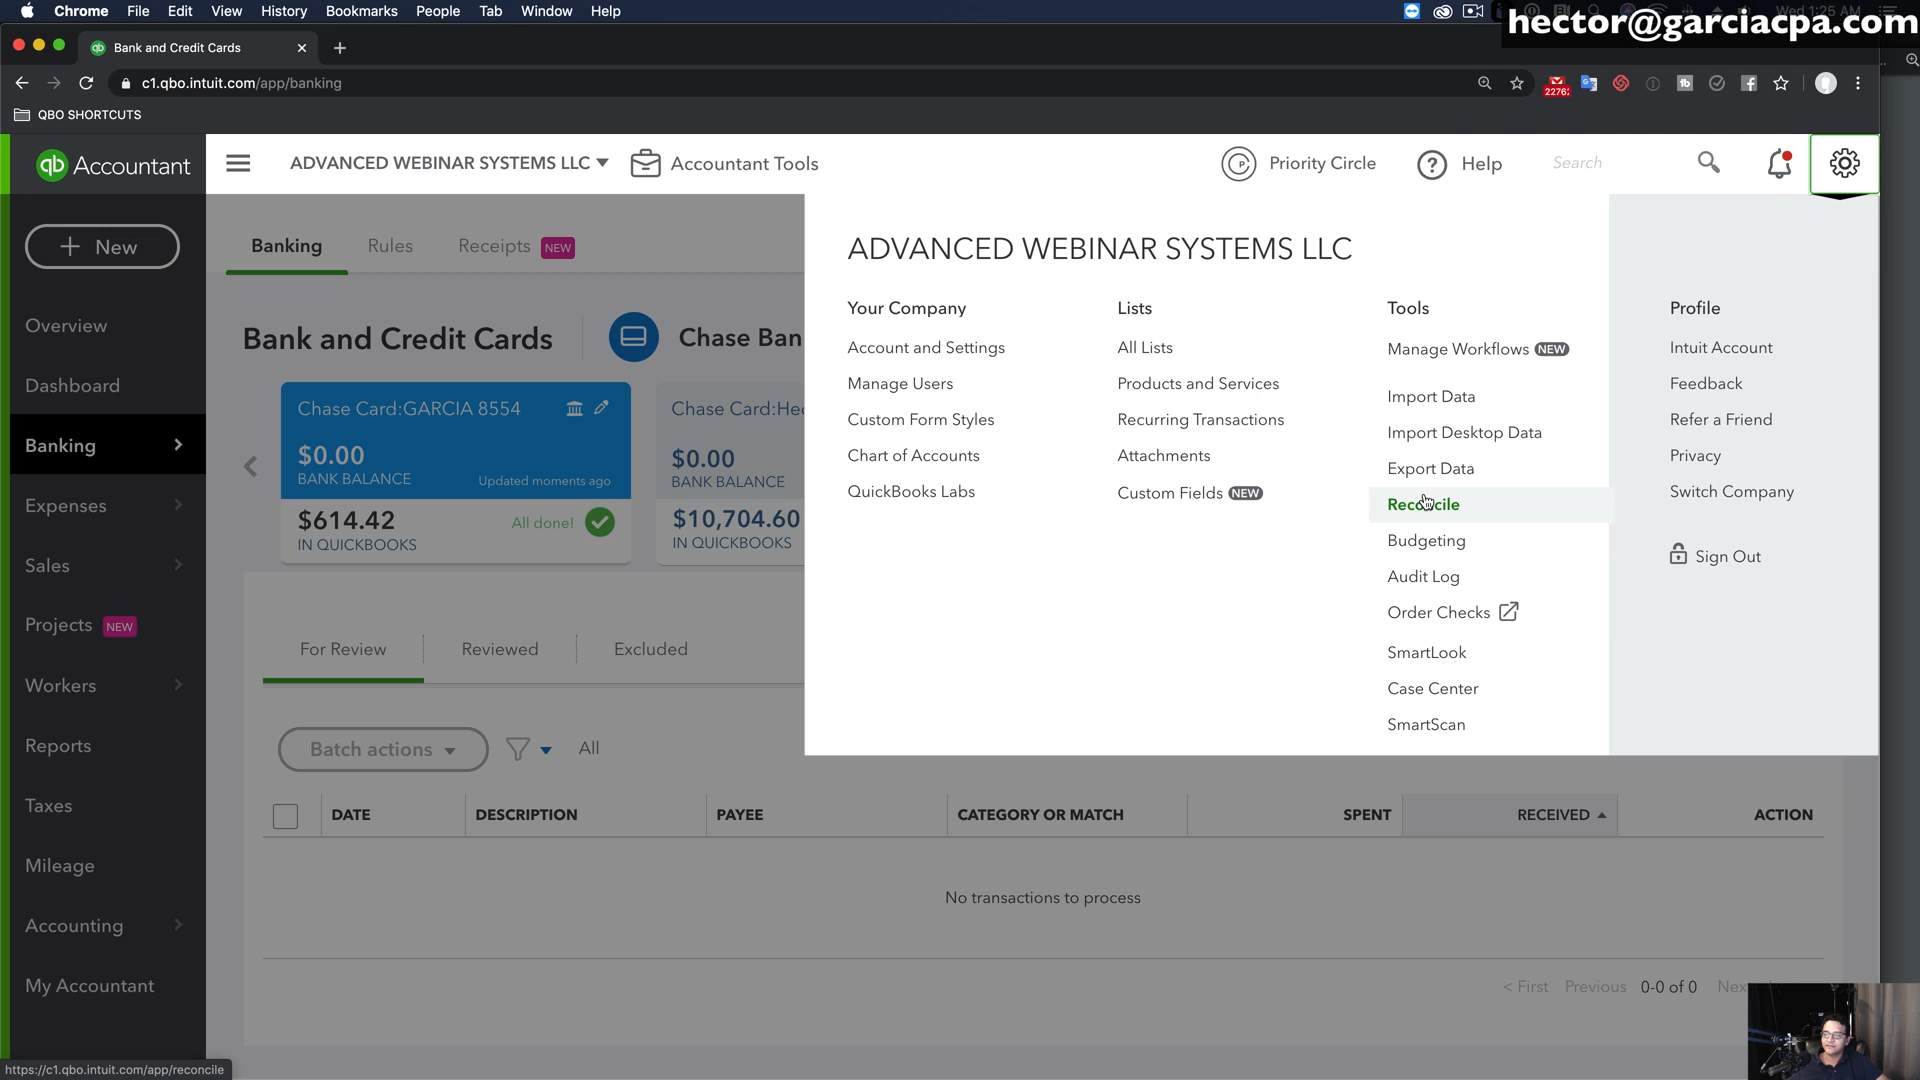 Chrome File Edit View History Bookmarks People Tab Window Help
Wed 1:25 AM
hector@garciacpa.com
Bank and Credit Cards
c1.qbo.intuit.com/app/banking
QBO SHORTCUTS
qb Accountant
ADVANCED WEBINAR SYSTEMS LLC
Accountant Tools
Priority Circle
Help
Search
New
Overview
Dashboard
Banking
Expenses
Sales
Projects NEW
Workers
Reports
Taxes
Mileage
Accounting
My Accountant
Banking Rules Receipts NEW
Bank and Credit Cards
Chase Ban
Chase Card:GARCIA 8554
$0.00
BANK BALANCE
Updated moments ago
$614.42
All done!
IN QUICKBOOKS
Chase Card:He
$0.00
BANK BALANCE
$10,704.60
IN QUICKBOOKS
ADVANCED WEBINAR SYSTEMS LLC
Your Company
Account and Settings
Manage Users
Custom Form Styles
Chart of Accounts
QuickBooks Labs
Lists
All Lists
Products and Services
Recurring Transactions
Attachments
Custom Fields NEW
Tools
Manage Workflows NEW
Import Data
Import Desktop Data
Export Data
Reconcile
Budgeting
Audit Log
Order Checks
SmartLook
Case Center
SmartScan
Profile
Intuit Account
Feedback
Refer a Friend
Privacy
Switch Company
Sign Out
For Review Reviewed Excluded
Batch actions
All
DATE DESCRIPTION PAYEE CATEGORY OR MATCH SPENT RECEIVED ACTION
No transactions to process
< First Previous 0-0 of 0
https://c1.qbo.intuit.com/app/reconcile